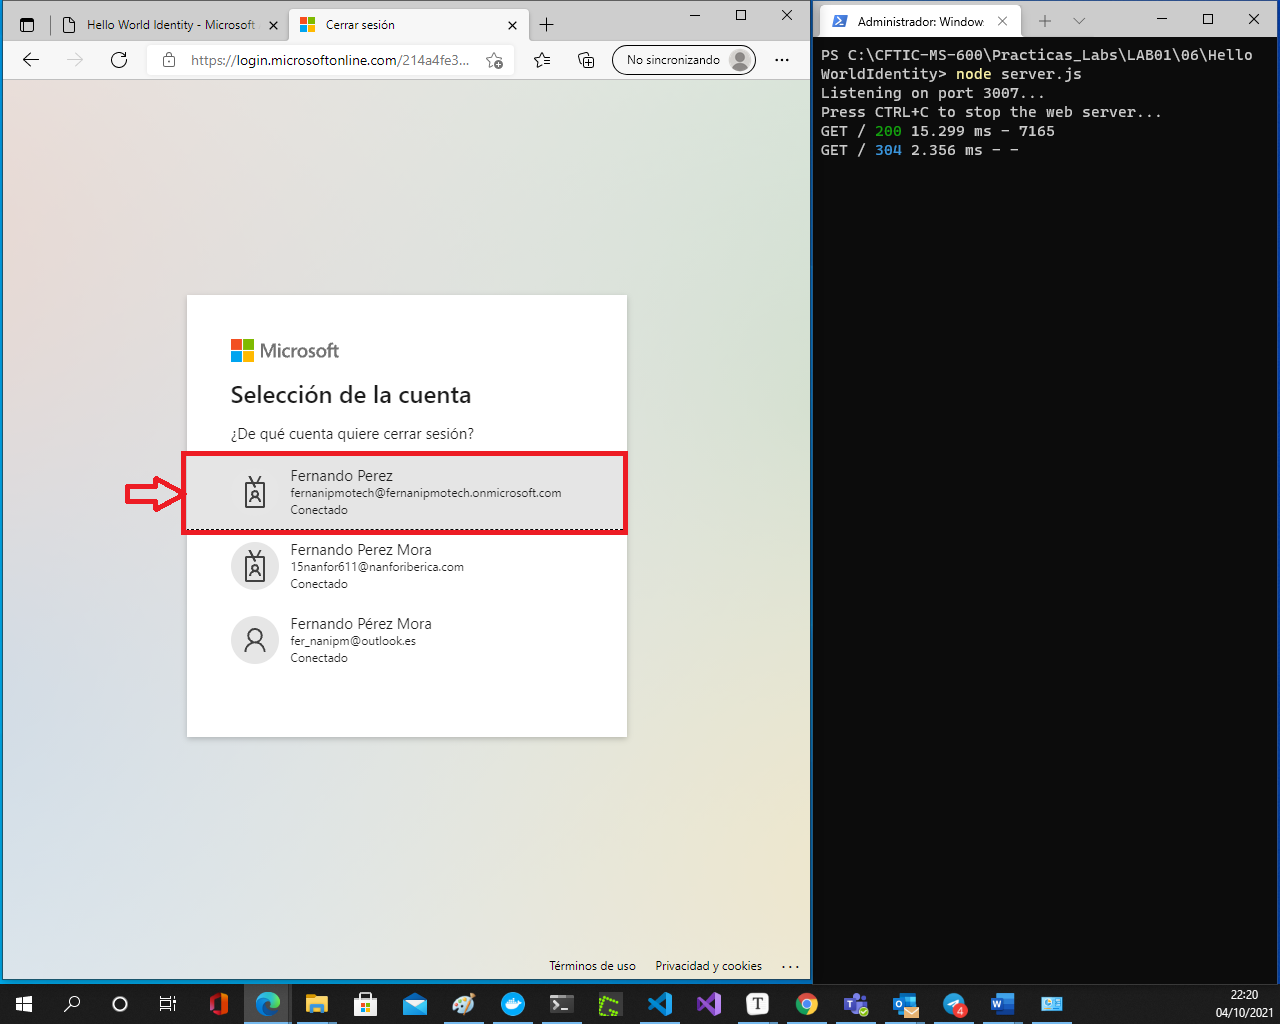 Hello World Identity - Microsoft
Cerrar sesión
https://login.microsoftonline.com/214a4fe3...
No sincronizando
Microsoft
Selección de la cuenta
¿De qué cuenta quiere cerrar sesión?
Fernando Perez
fernanipmotech@fernanipmotech.onmicrosoft.com
Conectado
Fernando Perez Mora
15nanfor611@nanforiberica.com
Conectado
Fernando Pérez Mora
fer_nanipm@outlook.es
Conectado
Términos de uso
Privacidad y cookies
...
Administrador: Windows
PS C:\CFTIC-MS-600\Practicas_Labs\LAB01\06\Hello
WorldIdentity> node server.js
Listening on port 3007...
Press CTRL+C to stop the web server...
GET / 200 15.299 ms - 7165
GET / 304 2.356 ms - -
T
4
22:20
04/10/2021